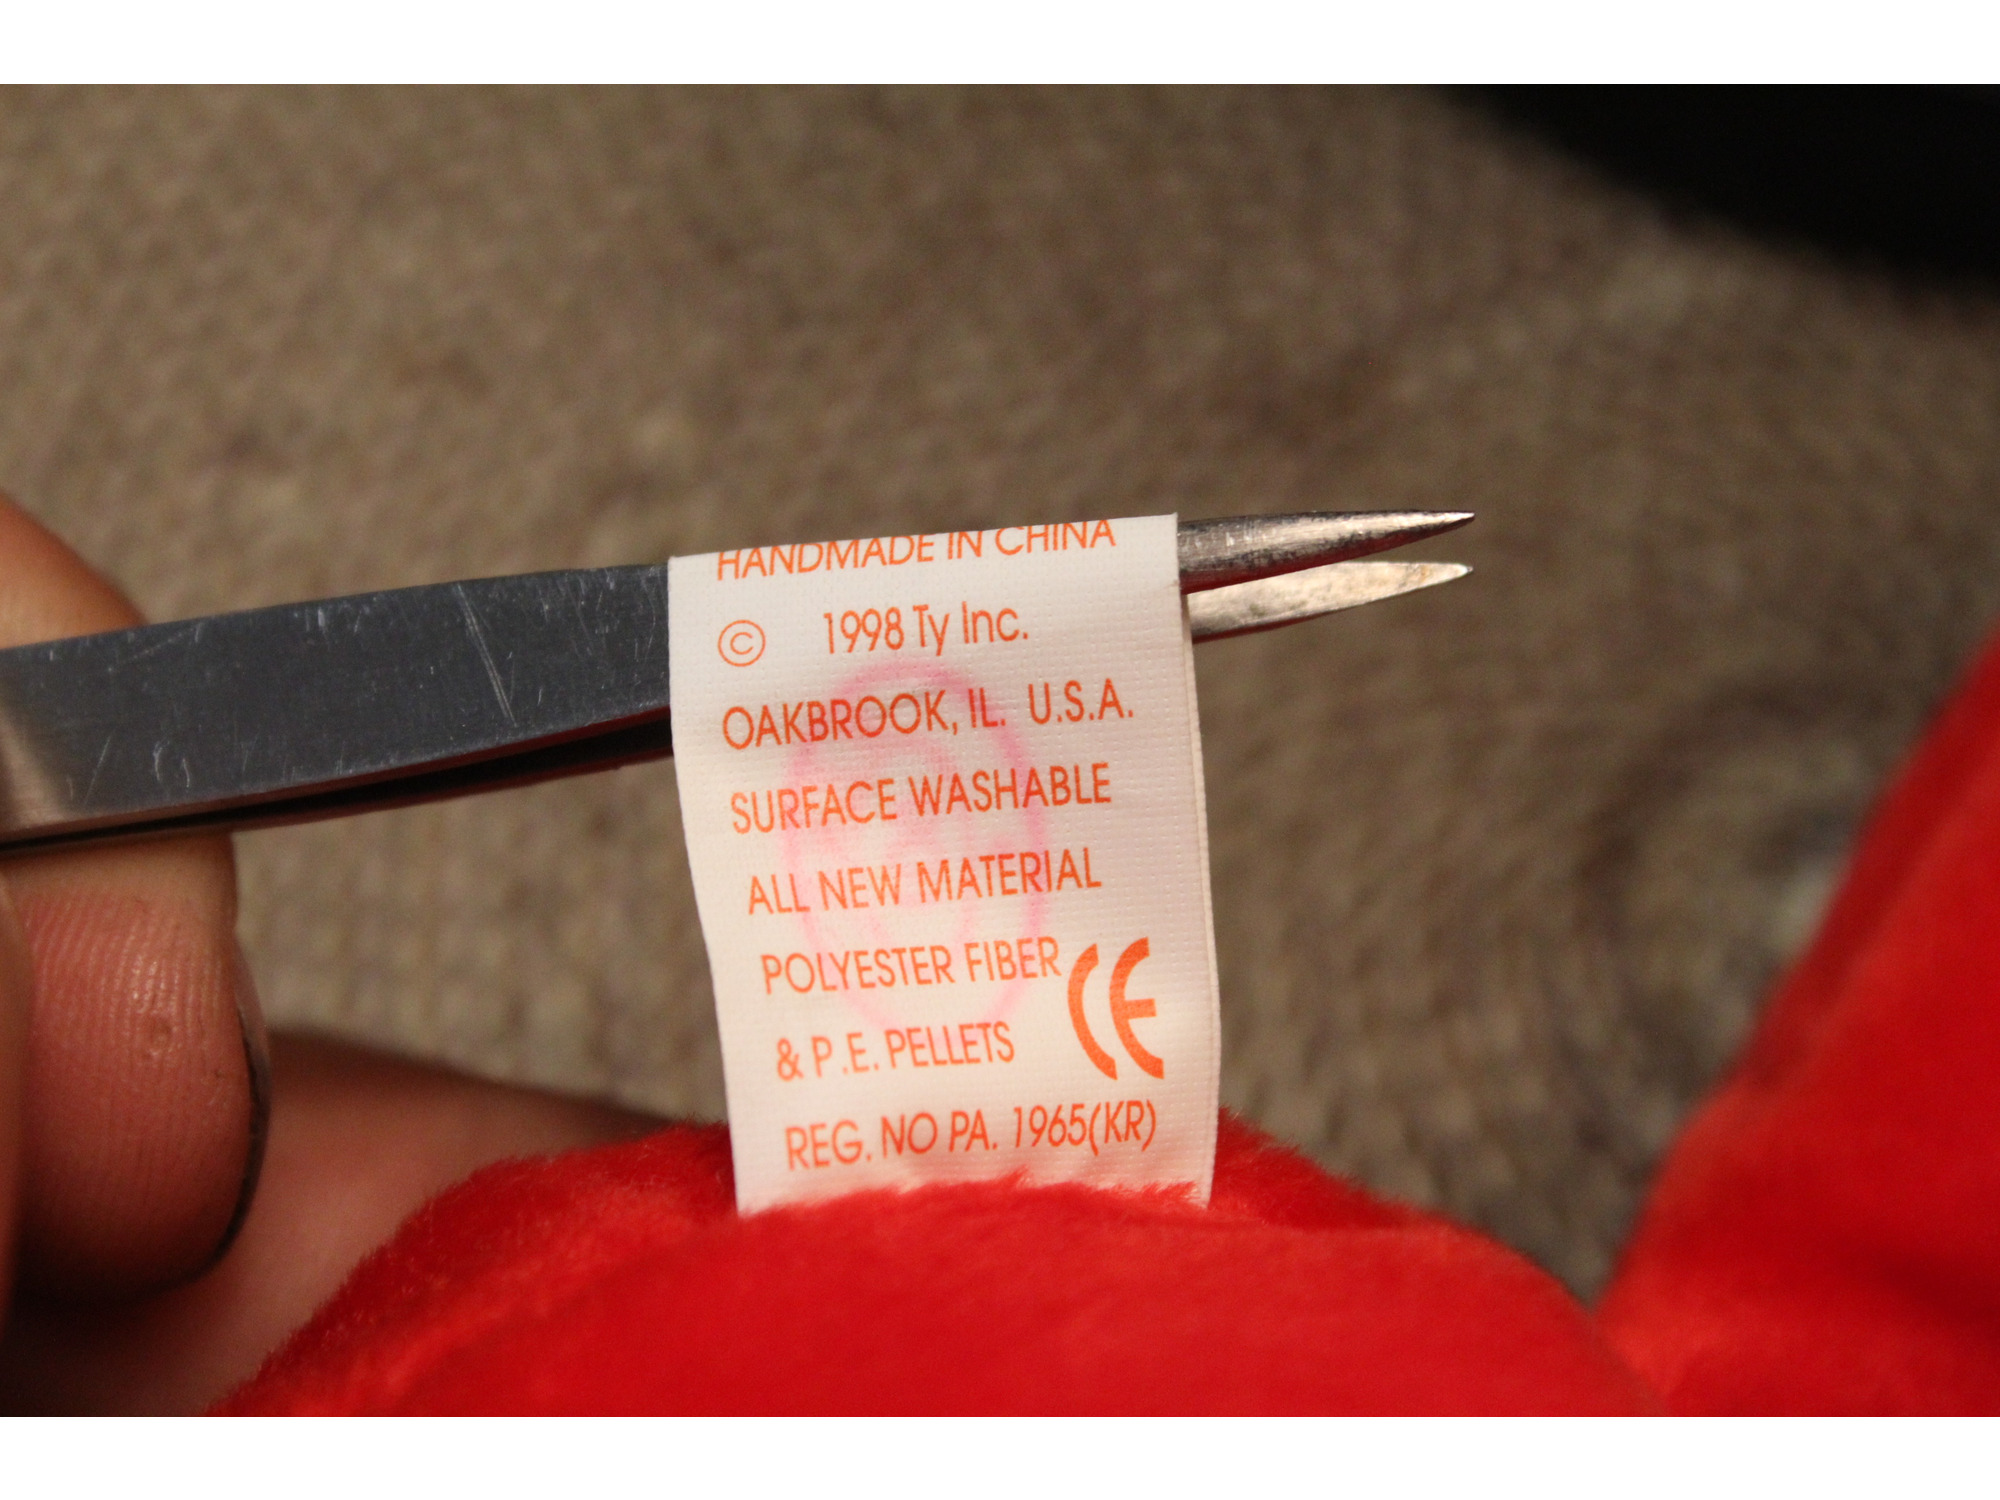 HANDMADE IN CHINA
© 1998 Ty Inc.
OAKBROOK, IL. U.S.A.
SURFACE WASHABLE
ALL NEW MATERIAL
POLYESTER FIBER
& P.E. PELLETS CE
REG. NO PA. 1965(KR)